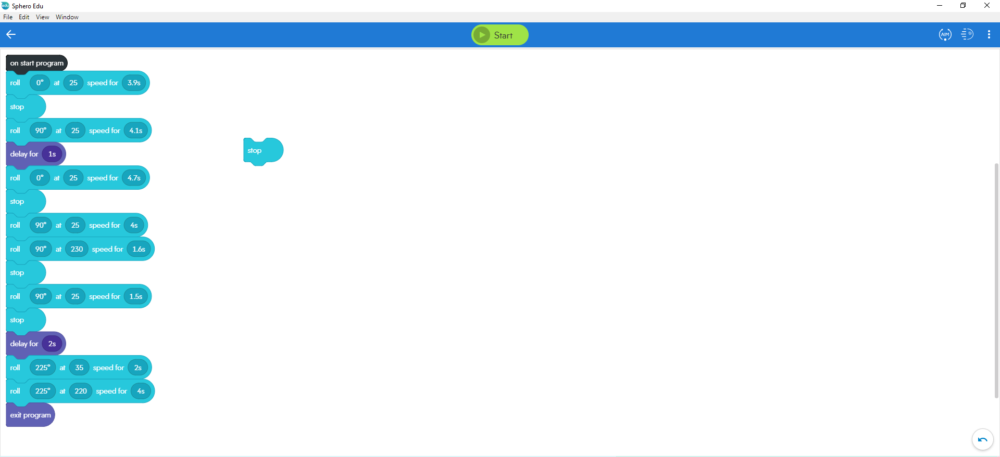 edu Sphero Edu
File Edit View Window
Start
AIM
on start program
roll 0° at 25 speed for 3.9s
stop
roll 90° at 25 speed for 4.1s
delay for 1s
stop
roll 0° at 25 speed for 4.7s
stop
roll 90° at 25 speed for 4s
roll 90° at 230 speed for 1.6s
stop
roll 90° at 25 speed for 1.5s
stop
delay for 2s
roll 225° at 35 speed for 2s
roll 225° at 220 speed for 4s
exit program